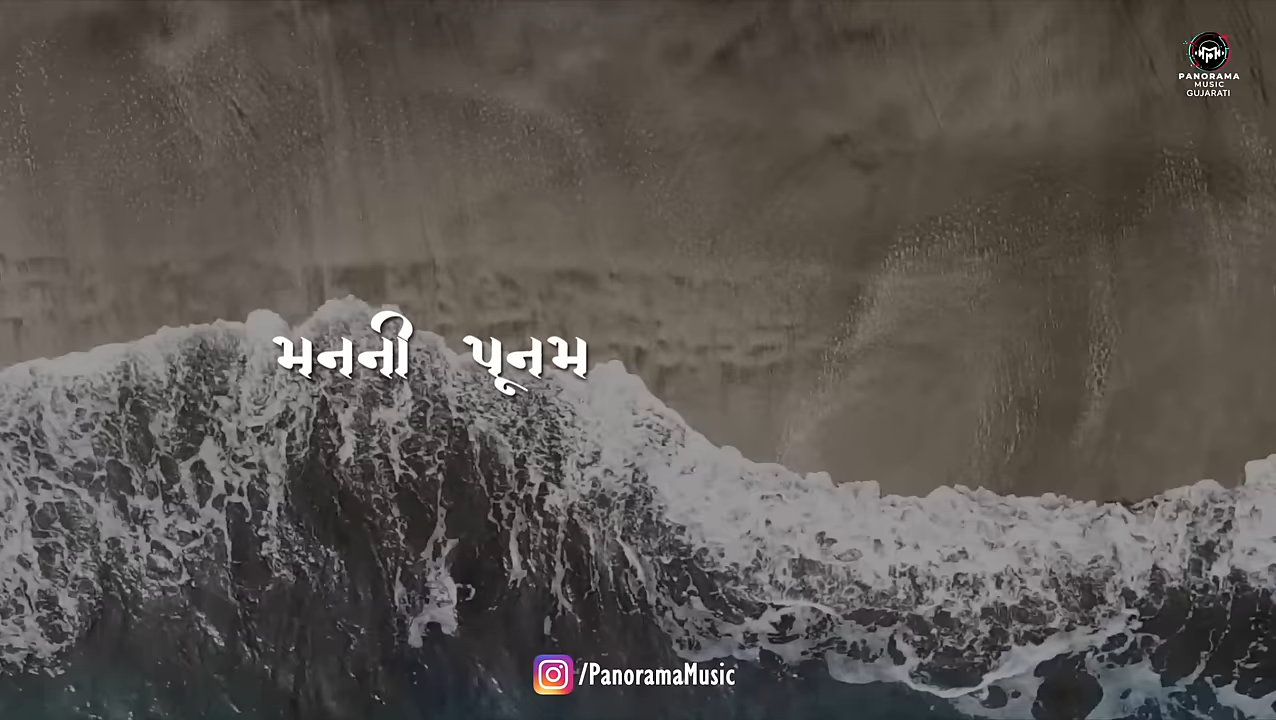 PANORAMA
MUSIC
GUJARATI
મનની પૂનમ
/PanoramaMusic